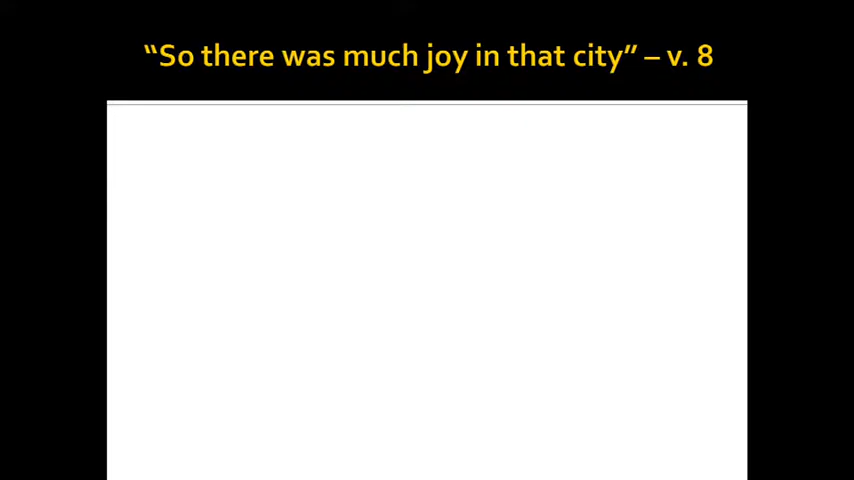 “So there was much joy in that city” – v. 8